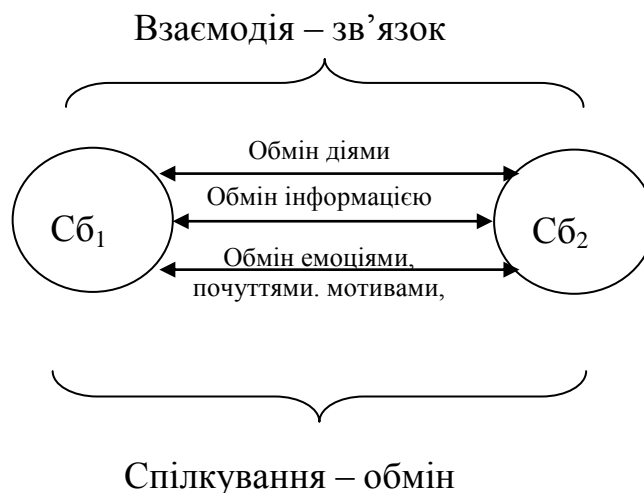 Взаємодія – зв’язок
Обмін діями
Обмін інформацією
Сб₁
Сб₂
Обмін емоціями,
почуттями. мотивами,
Спілкування – обмін